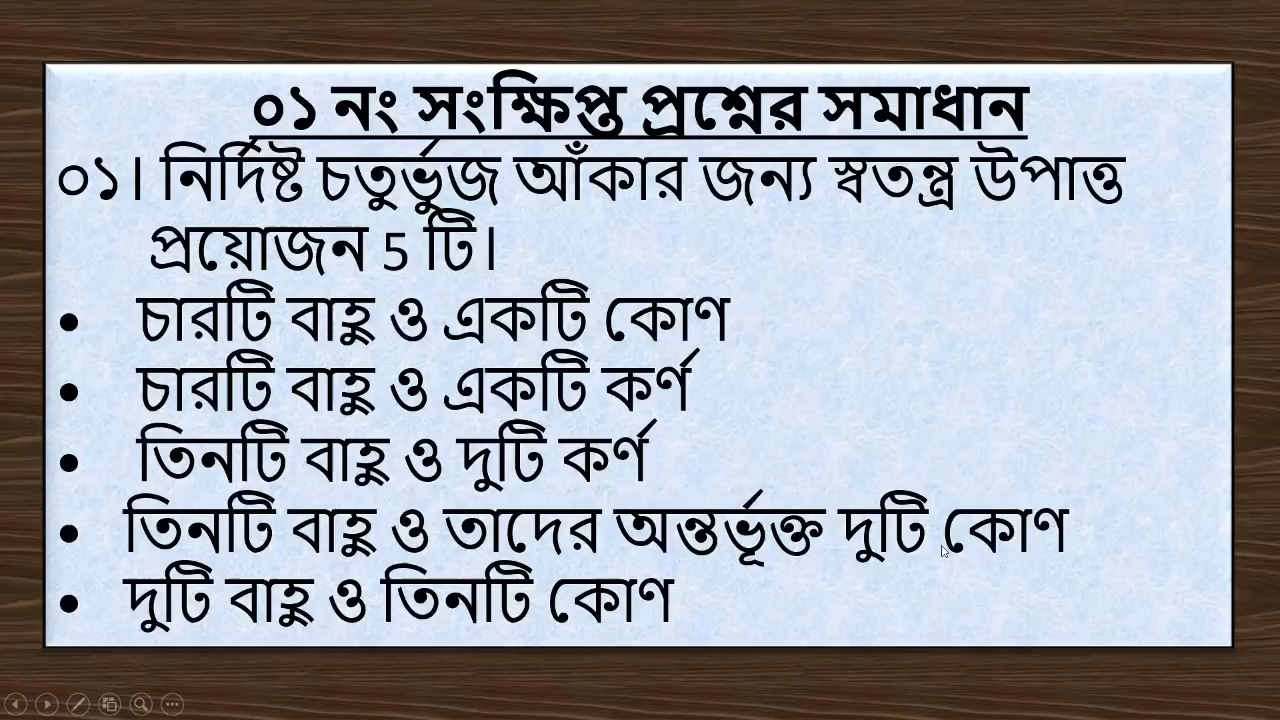 ০১ নং সংক্ষিপ্ত প্রশ্নের সমাধান
০১। নির্দিষ্ট চতুর্ভুজ আঁকার জন্য স্বতন্ত্র উপাত্ত
প্রয়োজন 5 টি।
• চারটি বাহু ও একটি কোণ
• চারটি বাহু ও একটি কর্ণ
• তিনটি বাহু ও দুটি কর্ণ
• তিনটি বাহু ও তাদের অন্তর্ভূক্ত দুটি কোণ
• দুটি বাহু ও তিনটি কোণ